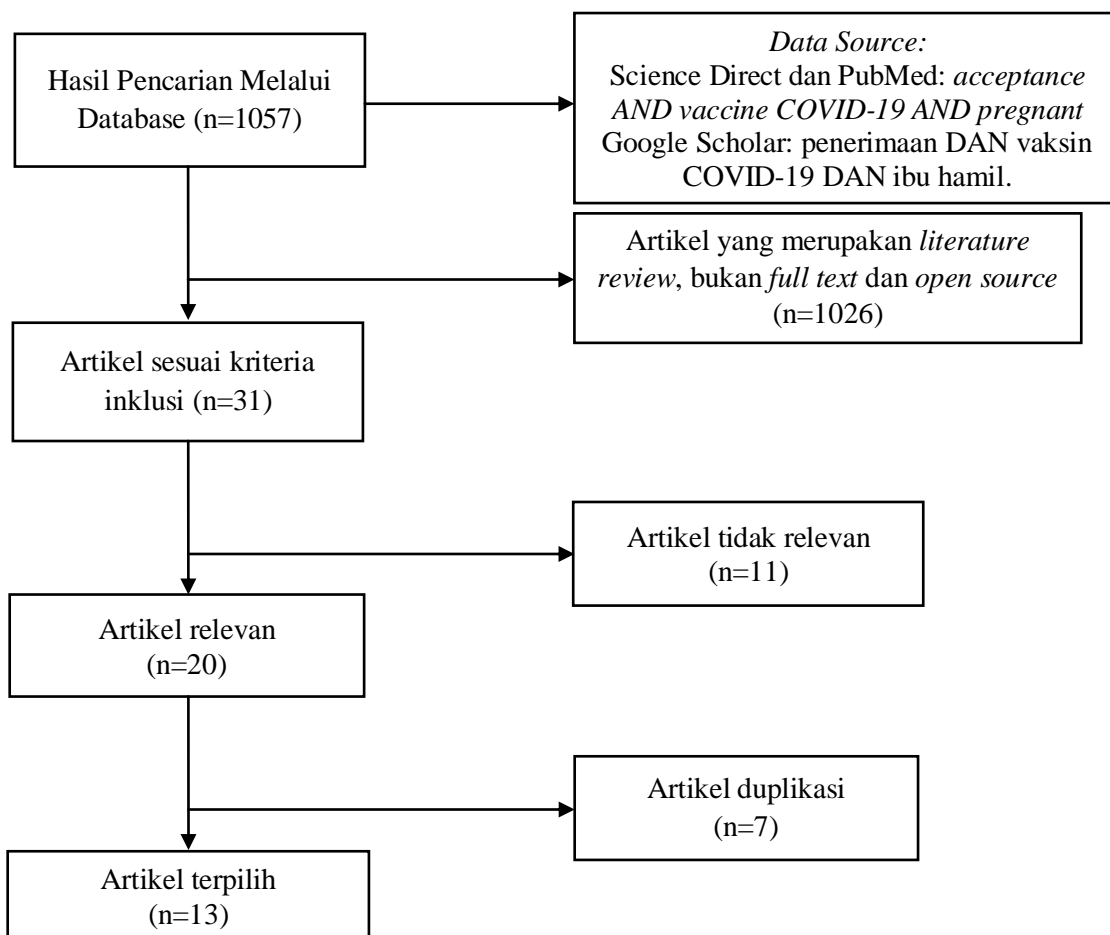 Hasil Pencarian Melalui
Database (n=1057)
Data Source:
Science Direct dan PubMed: acceptance
AND vaccine COVID-19 AND pregnant
Google Scholar: penerimaan DAN vaksin
COVID-19 DAN ibu hamil.
Artikel yang merupakan literature
review, bukan full text dan open source
(n=1026)
Artikel sesuai kriteria
inklusi (n=31)
Artikel tidak relevan
(n=11)
Artikel relevan
(n=20)
Artikel duplikasi
(n=7)
Artikel terpilih
(n=13)